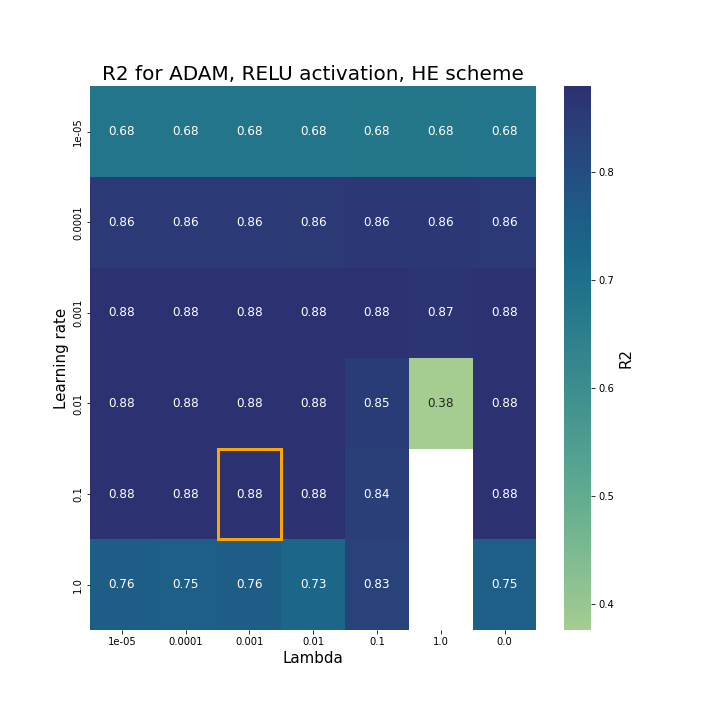 R2 for ADAM, RELU activation, HE scheme
1e-05 0.68 0.68 0.68 0.68 0.68 0.68 0.68
0.0001 0.86 0.86 0.86 0.86 0.86 0.86 0.86
0.001 0.88 0.88 0.88 0.88 0.88 0.87 0.88
0.01 0.88 0.88 0.88 0.88 0.85 0.38 0.88
0.1 0.88 0.88 0.88 0.88 0.84 0.88
1.0 0.76 0.75 0.76 0.73 0.83 0.75
Learning rate
1e-05 0.0001 0.001 0.01 0.1 1.0 0.0
Lambda
0.8
0.7
0.6
0.5
0.4
R2